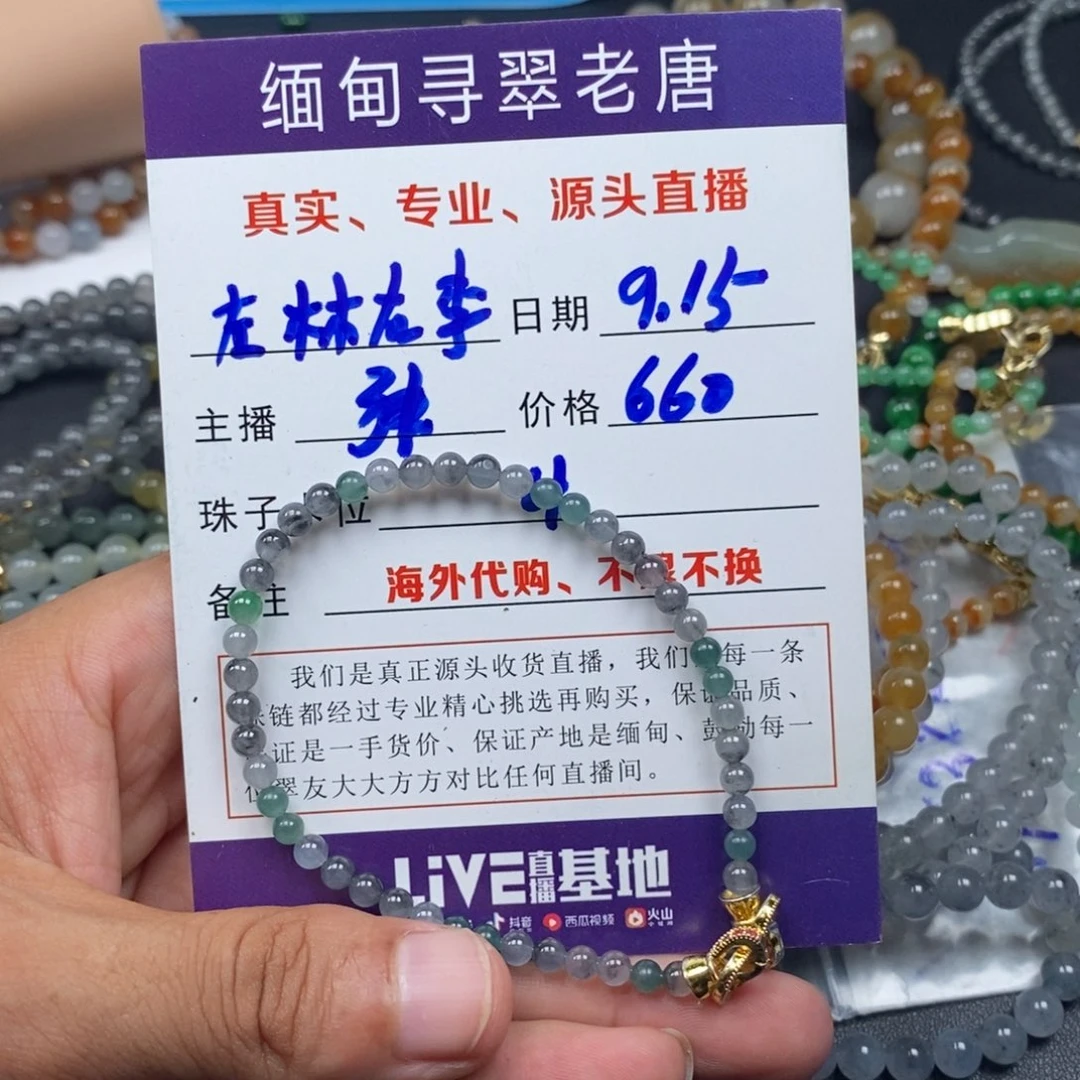 缅甸寻翠老唐
真实、专业、源头直播
左林左李 日期 9.15
主播 张 价格 660
珠子 位
备注 海外代购、不退不换
我们是真正源头收货直播，我们 每一条
链都经过专业精心挑选再购买，保证品质、
证是一手货价、保证产地是缅甸、鼓励每一
位翠友大大方方对比任何直播间。
LIVE直播基地
抖音 西瓜视频 火山